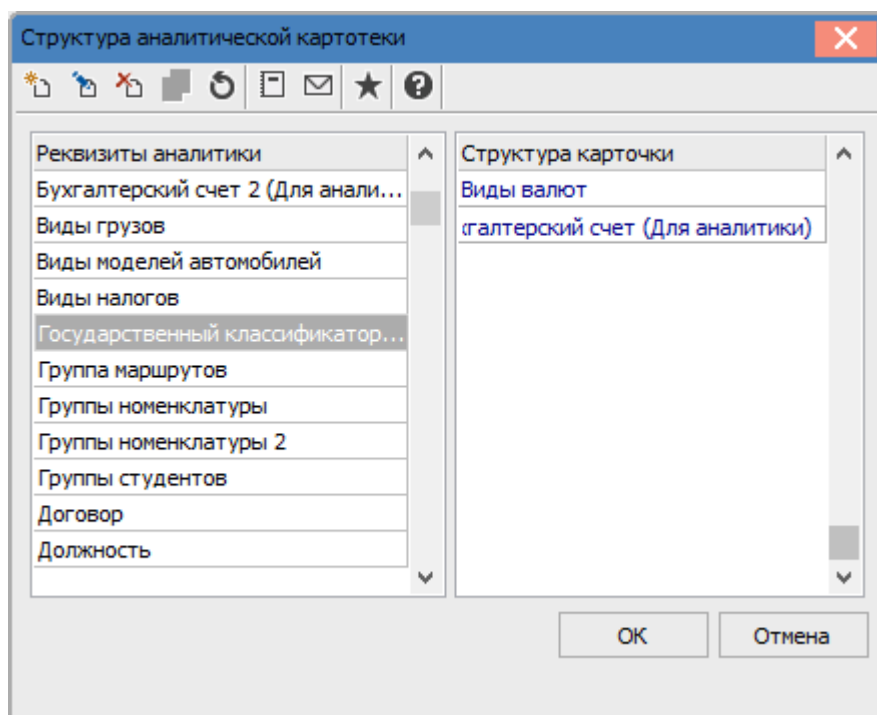 Структура аналитической картотеки
Реквизиты аналитики
Бухгалтерский счет 2 (Для анали...
Виды грузов
Виды моделей автомобилей
Виды налогов
Государственный классификатор...
Группа маршрутов
Группы номенклатуры
Группы номенклатуры 2
Группы студентов
Договор
Должность
Структура карточки
Виды валют
хгалтерский счет (Для аналитики)
ОК
Отмена